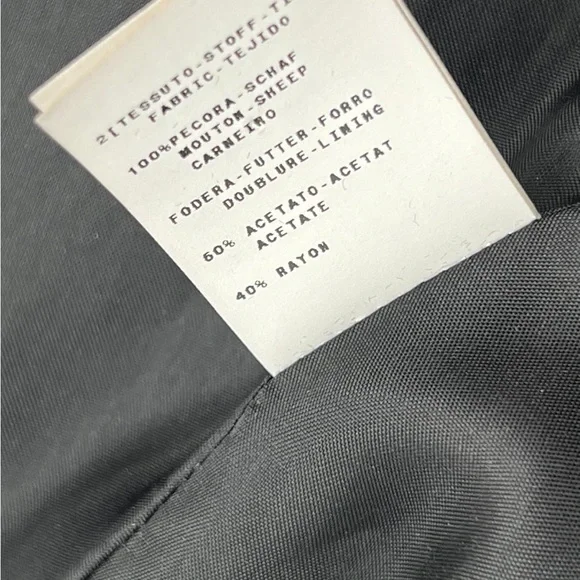 2[TESSUTO-STOFF-TI
FABRIC-TEJIDO
100%PECORA-SCHAF
MOUTON-SHEEP
CARNEIRO
FODERA-FUTTER-FORRO
DOUBLURE-LINING
60% ACETATO-ACETAT
ACETATE
40% RAYON